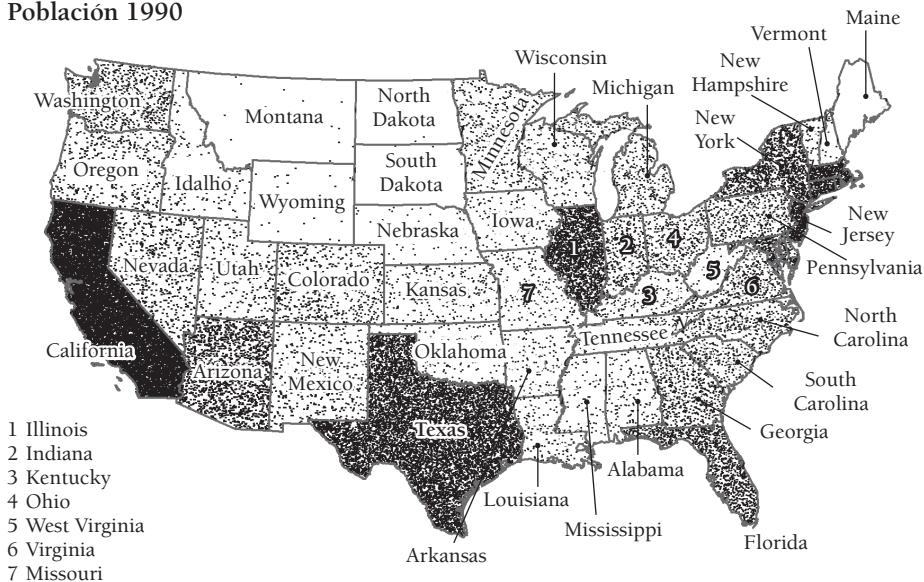 Población 1990
Maine
Vermont
Wisconsin
New
Hampshire
Michigan
New
York
Washington
Montana
North
Dakota
Minnesota
Oregon
Idalho
South
Dakota
Wyoming
Iowa
Nebraska
New
Jersey
Pennsylvania
Nevada
Utah
Colorado
Kansas
1
2
3
4
5
6
7
North
Carolina
Tennessee
California
Arizona
New
Mexico
Oklahoma
South
Carolina
Texas
Georgia
Alabama
Louisiana
Mississippi
Florida
Arkansas
1 Illinois
2 Indiana
3 Kentucky
4 Ohio
5 West Virginia
6 Virginia
7 Missouri